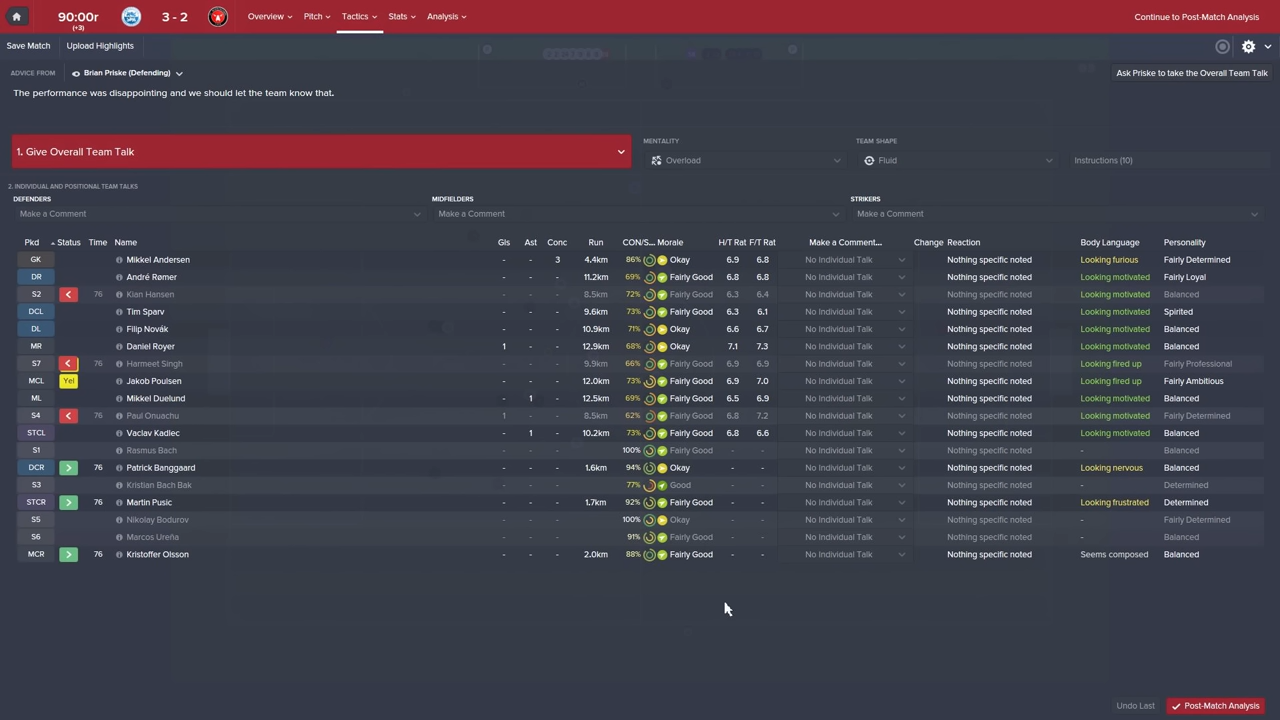 90:00r 3 - 2 Overview Pitch Tactics Stats Analysis Continue to Post-Match Analysis
(+3)
Save Match Upload Highlights
ADVICE FROM Brian Priske (Defending) Ask Priske to take the Overall Team Talk
The performance was disappointing and we should let the team know that.
MENTALITY TEAM SHAPE
1. Give Overall Team Talk Overload Fluid Instructions (10)
2. INDIVIDUAL AND POSITIONAL TEAM TALKS
DEFENDERS MIDFIELDERS STRIKERS
Make a Comment Make a Comment Make a Comment
Pkd Status Time Name Gls Ast Conc Run CON/S... Morale H/T Rat F/T Rat Make a Comment... Change Reaction Body Language Personality
GK Mikkel Andersen - - 3 4.4km 86% Okay 6.9 6.8 No Individual Talk Nothing specific noted Looking furious Fairly Determined
DR André Rømer - - 11.2km 69% Fairly Good 6.8 6.8 No Individual Talk Nothing specific noted Looking motivated Fairly Loyal
S2 76 Kian Hansen - - 8.5km 72% Fairly Good 6.3 6.4 No Individual Talk Nothing specific noted Looking motivated Balanced
DCL Tim Sparv - - 9.6km 73% Fairly Good 6.3 6.1 No Individual Talk Nothing specific noted Looking motivated Spirited
DL Filip Novák - - 10.9km 71% Okay 6.6 6.7 No Individual Talk Nothing specific noted Looking motivated Balanced
MR Daniel Royer 1 - 12.9km 68% Okay 7.1 7.3 No Individual Talk Nothing specific noted Looking motivated Balanced
S7 76 Harmeet Singh - - 9.9km 66% Fairly Good 6.9 6.9 No Individual Talk Nothing specific noted Looking fired up Fairly Professional
MCL Yel Jakob Poulsen - - 12.0km 73% Fairly Good 6.9 7.0 No Individual Talk Nothing specific noted Looking fired up Fairly Ambitious
ML Mikkel Duelund - 1 12.5km 69% Fairly Good 6.5 6.9 No Individual Talk Nothing specific noted Looking motivated Balanced
S4 76 Paul Onuachu 1 - 8.5km 62% Fairly Good 6.8 7.2 No Individual Talk Nothing specific noted Looking motivated Fairly Determined
STCL Vaclav Kadlec - 1 10.2km 73% Fairly Good 6.8 6.6 No Individual Talk Nothing specific noted Looking motivated Balanced
S1 Rasmus Bach - - 100% Fairly Good - - No Individual Talk Nothing specific noted - Balanced
DCR 76 Patrick Banggaard - - 1.6km 94% Okay - - No Individual Talk Nothing specific noted Looking nervous Balanced
S3 Kristian Bach Bak - - 77% Good - - No Individual Talk Nothing specific noted - Determined
STCR 76 Martin Pusic - - 1.7km 92% Fairly Good - - No Individual Talk Nothing specific noted Looking frustrated Determined
S5 Nikolay Bodurov - - 100% Okay - - No Individual Talk Nothing specific noted - Fairly Determined
S6 Marcos Ureña - - 91% Fairly Good - - No Individual Talk Nothing specific noted - Balanced
MCR 76 Kristoffer Olsson - - 2.0km 88% Fairly Good - - No Individual Talk Nothing specific noted Seems composed Balanced
Undo Last Post-Match Analysis